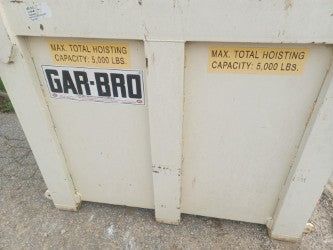 MAX. TOTAL HOISTING
CAPACITY: 5,000 LBS.
GAR-BRO
MAX. TOTAL HOISTING
CAPACITY: 5,000 LBS.